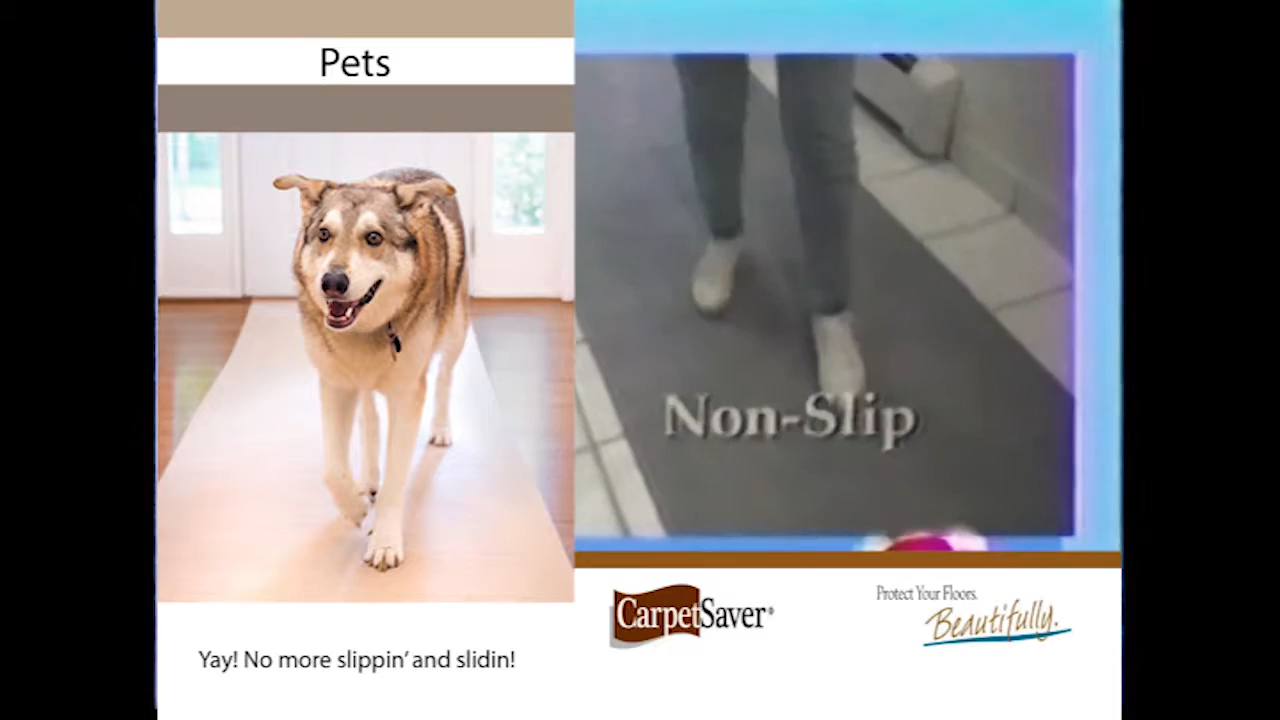 Pets
Yay! No more slippin' and slidin!
Non-Slip
CarpetSaver®
Protect Your Floors.
Beautifully.